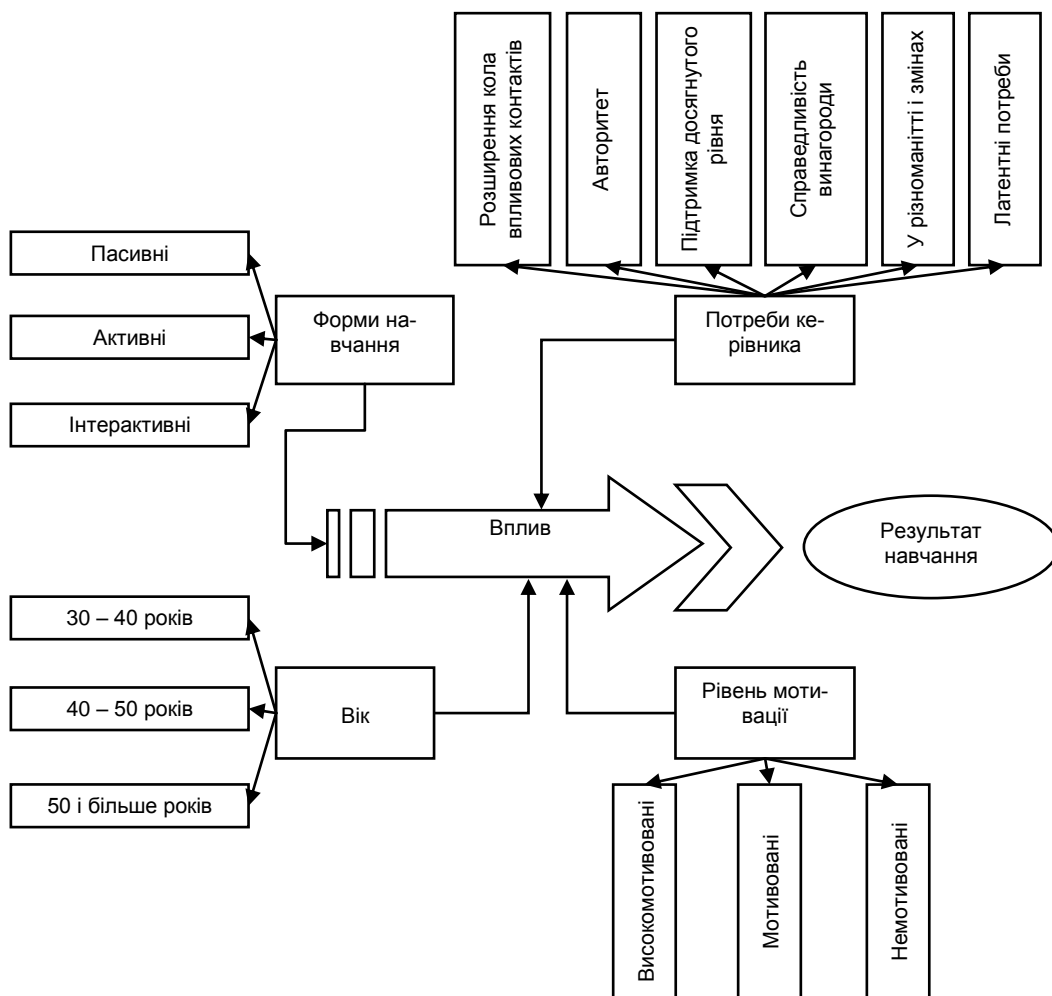 Розширення кола
впливових контактів
Авторитет
Підтримка досягнутого
рівня
Справедливість
винагороди
У різноманітті і змінах
Латентні потреби
Пасивні
Активні
Інтерактивні
Форми на-
вчання
Потреби ке-
рівника
Вплив
Результат
навчання
30 – 40 років
40 – 50 років
50 і більше років
Вік
Рівень моти-
вації
Високомотивовані
Мотивовані
Немотивовані